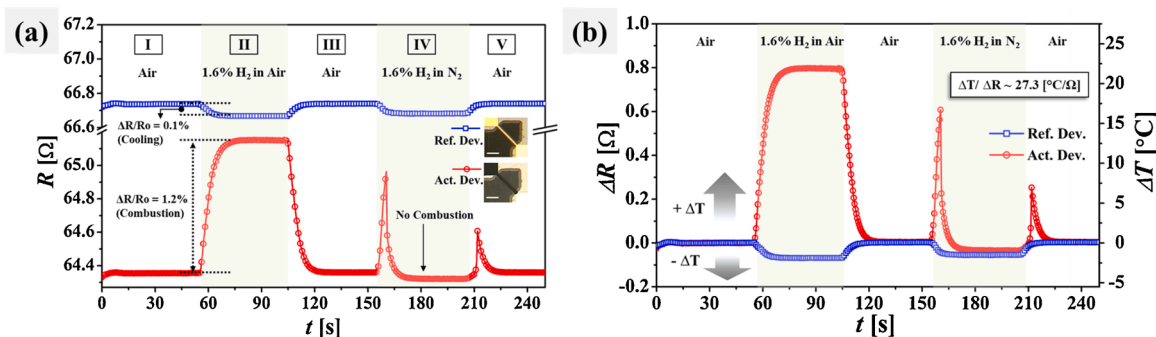 (a)
67.2
67.0
66.8
66.6
65.2
64.8
64.4
R [Ω]
0 30 60 90 120 150 180 210 240
t [s]
I II III IV V
Air 1.6% H2 in Air Air 1.6% H2 in N2 Air
ΔR/Ro = 0.1%
(Cooling)
ΔR/Ro = 1.2%
(Combustion)
Ref. Dev.
Act. Dev.
No Combustion
(b)
1.0
0.8
0.6
0.4
0.2
0.0
-0.2
ΔR [Ω]
0 30 60 90 120 150 180 210 240
t [s]
Air 1.6% H2 in Air Air 1.6% H2 in N2 Air
ΔT/ ΔR ~ 27.3 [°C/Ω]
Ref. Dev.
Act. Dev.
+ ΔT
- ΔT
25
20
15
10
5
0
-5
ΔT [°C]